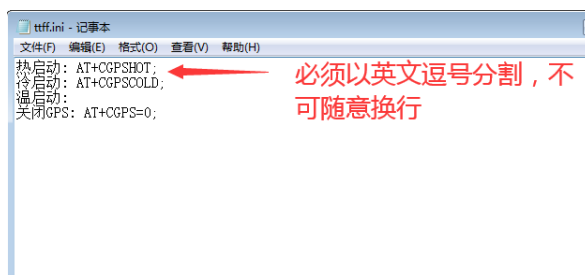 ttff.ini - 记事本
文件(F) 编辑(E) 格式(O) 查看(V) 帮助(H)
热启动: AT+CGPSHOT;
冷启动: AT+CGPSCOLD;
温启动:
关闭GPS: AT+CGPS=0;
必须以英文逗号分割，不
可随意换行